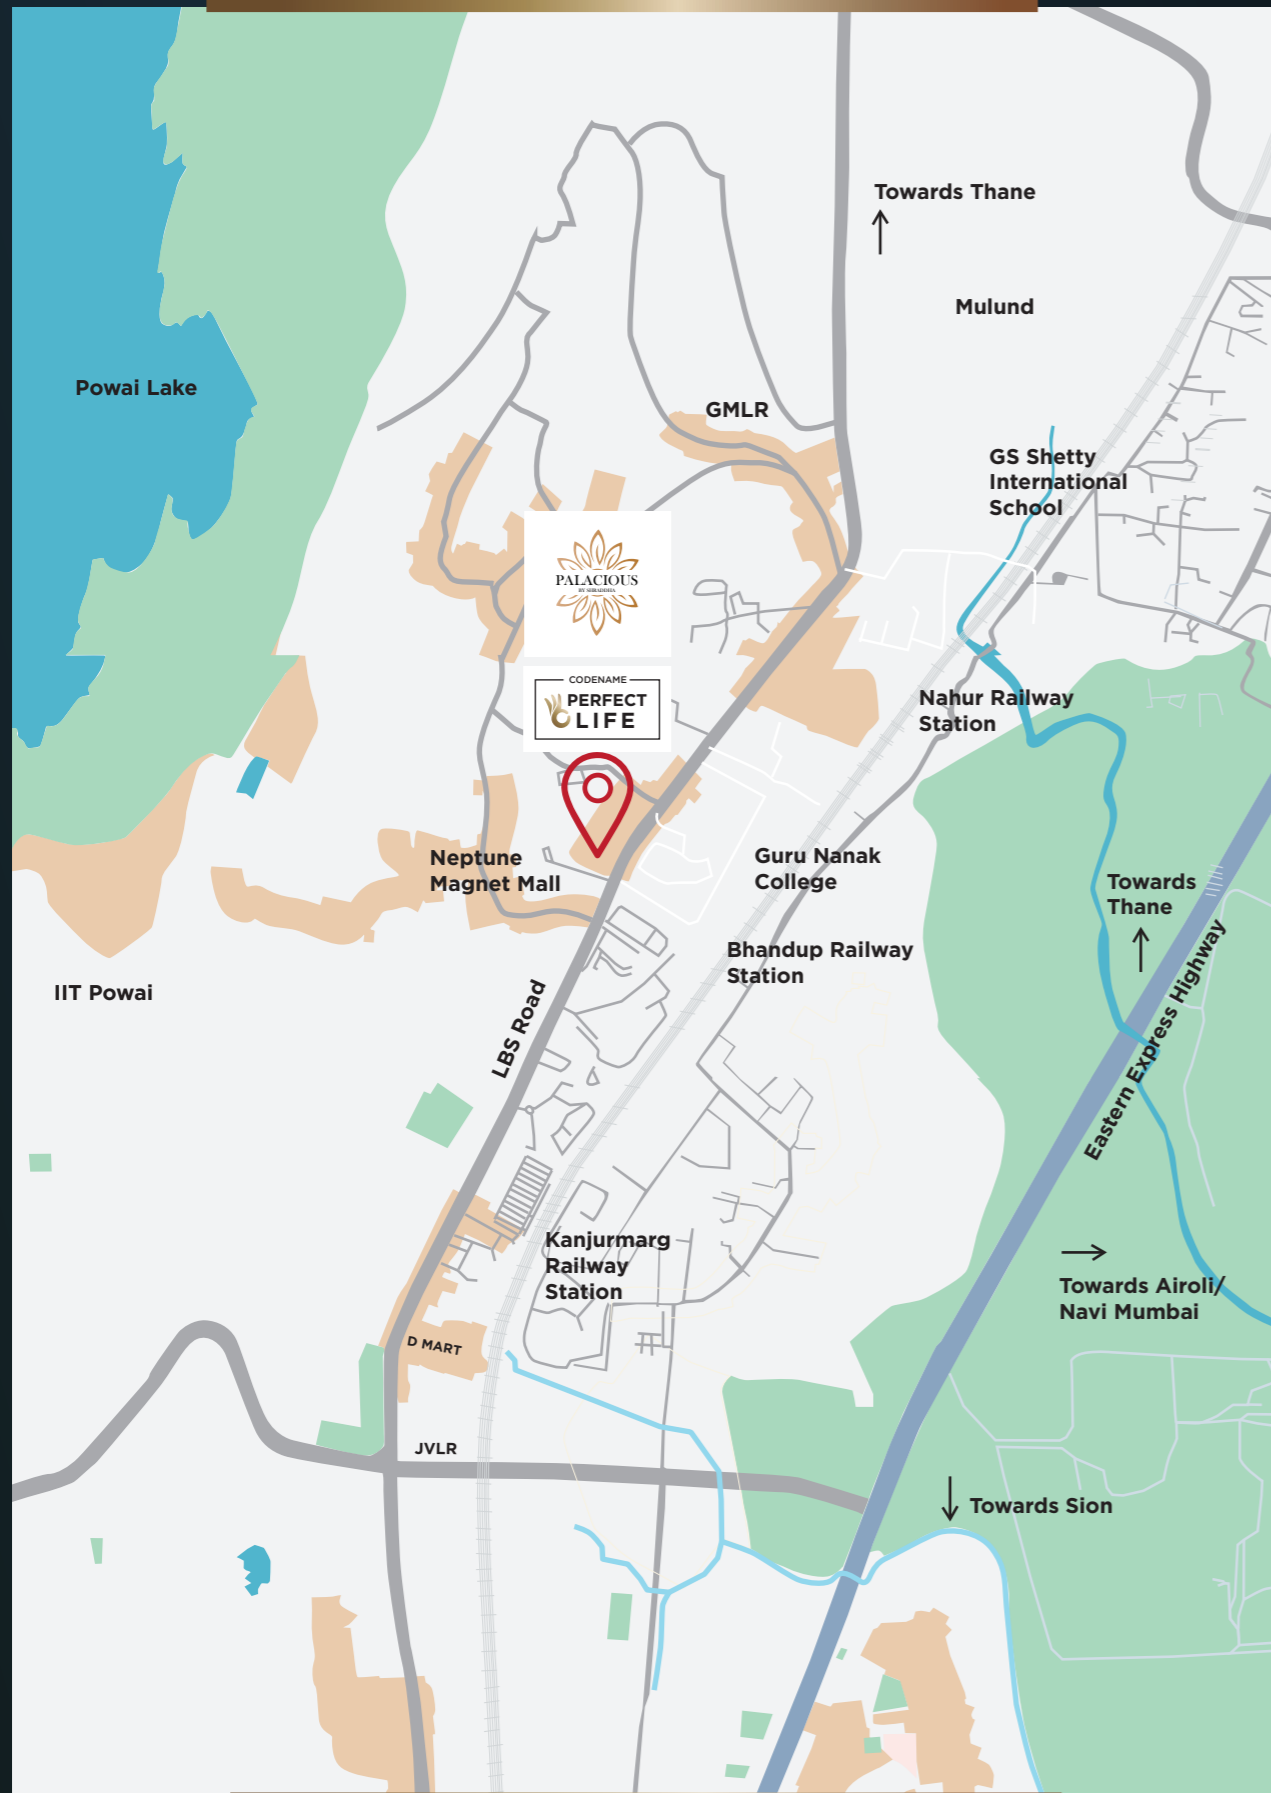 Towards Thane
Mulund
Powai Lake
GMLR
GS Shetty
International
School
PALACIOUS
BY SHRADDHA
CODENAME
PERFECT
LIFE
Nahur Railway
Station
Neptune
Magnet Mall
Guru Nanak
College
Towards
Thane
Bhandup Railway
Station
IIT Powai
LBS Road
Eastern Express Highway
Kanjurmarg
Railway
Station
Towards Airoli/
Navi Mumbai
D MART
JVLR
Towards Sion